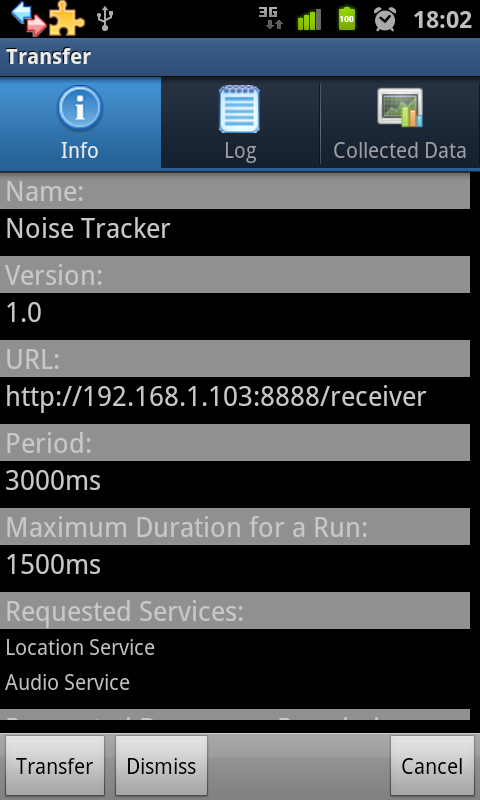 3G
100
18:02
Transfer
Info
Log
Collected Data
Name:
Noise Tracker
Version:
1.0
URL:
http://192.168.1.103:8888/receiver
Period:
3000ms
Maximum Duration for a Run:
1500ms
Requested Services:
Location Service
Audio Service
Transfer
Dismiss
Cancel